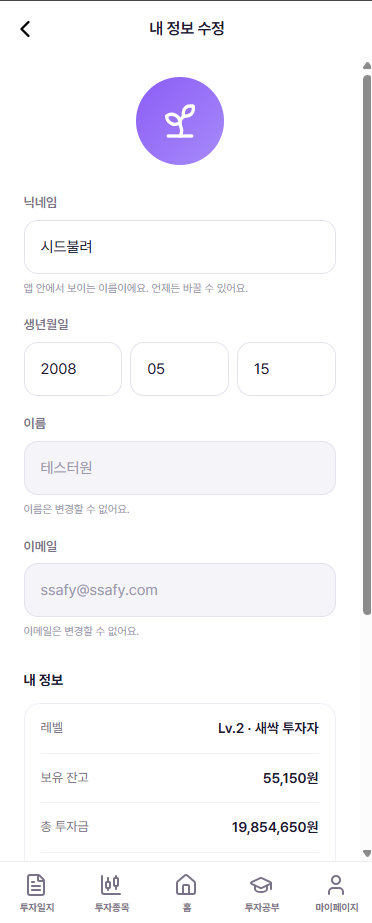 내 정보 수정
닉네임
시드불려
앱 안에서 보이는 이름이에요. 언제든 바꿀 수 있어요.
생년월일
2008 05 15
이름
테스터원
이름은 변경할 수 없어요.
이메일
ssafy@ssafy.com
이메일은 변경할 수 없어요.
내 정보
레벨 Lv.2 · 새싹 투자자
보유 잔고 55,150원
총 투자금 19,854,650원
투자일지 투자종목 홈 투자공부 마이페이지